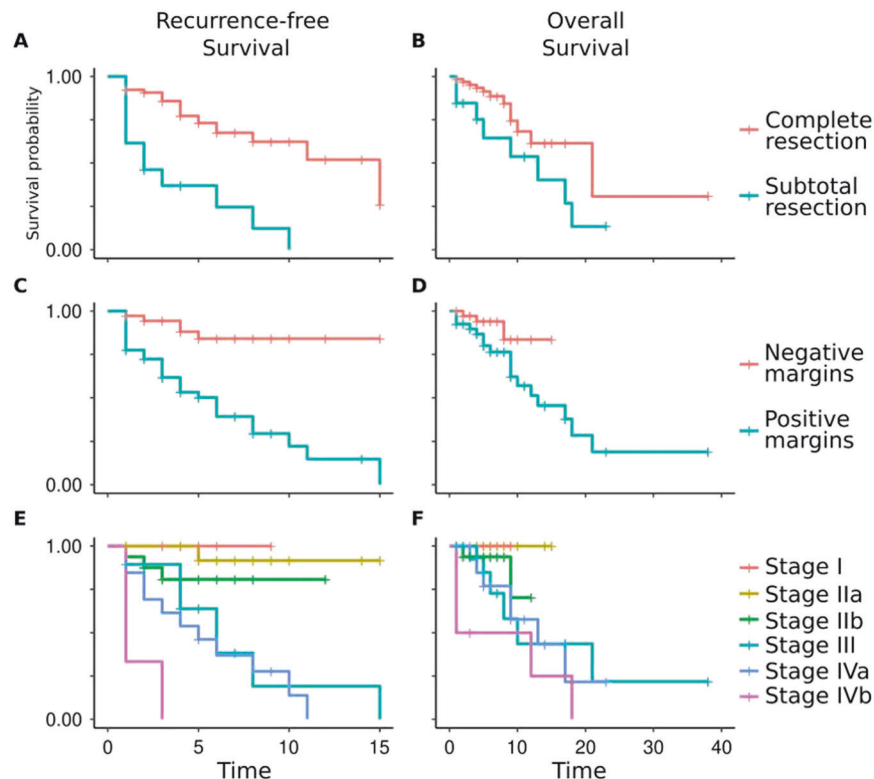 Recurrence-free
Survival
Overall
Survival
A
B
Survival probability
1.00
0.00
Complete
resection
Subtotal
resection
C
D
1.00
0.00
Negative
margins
Positive
margins
E
F
1.00
0.00
Stage I
Stage IIa
Stage IIb
Stage III
Stage IVa
Stage IVb
0 5 10 15
0 10 20 30 40
Time
Time